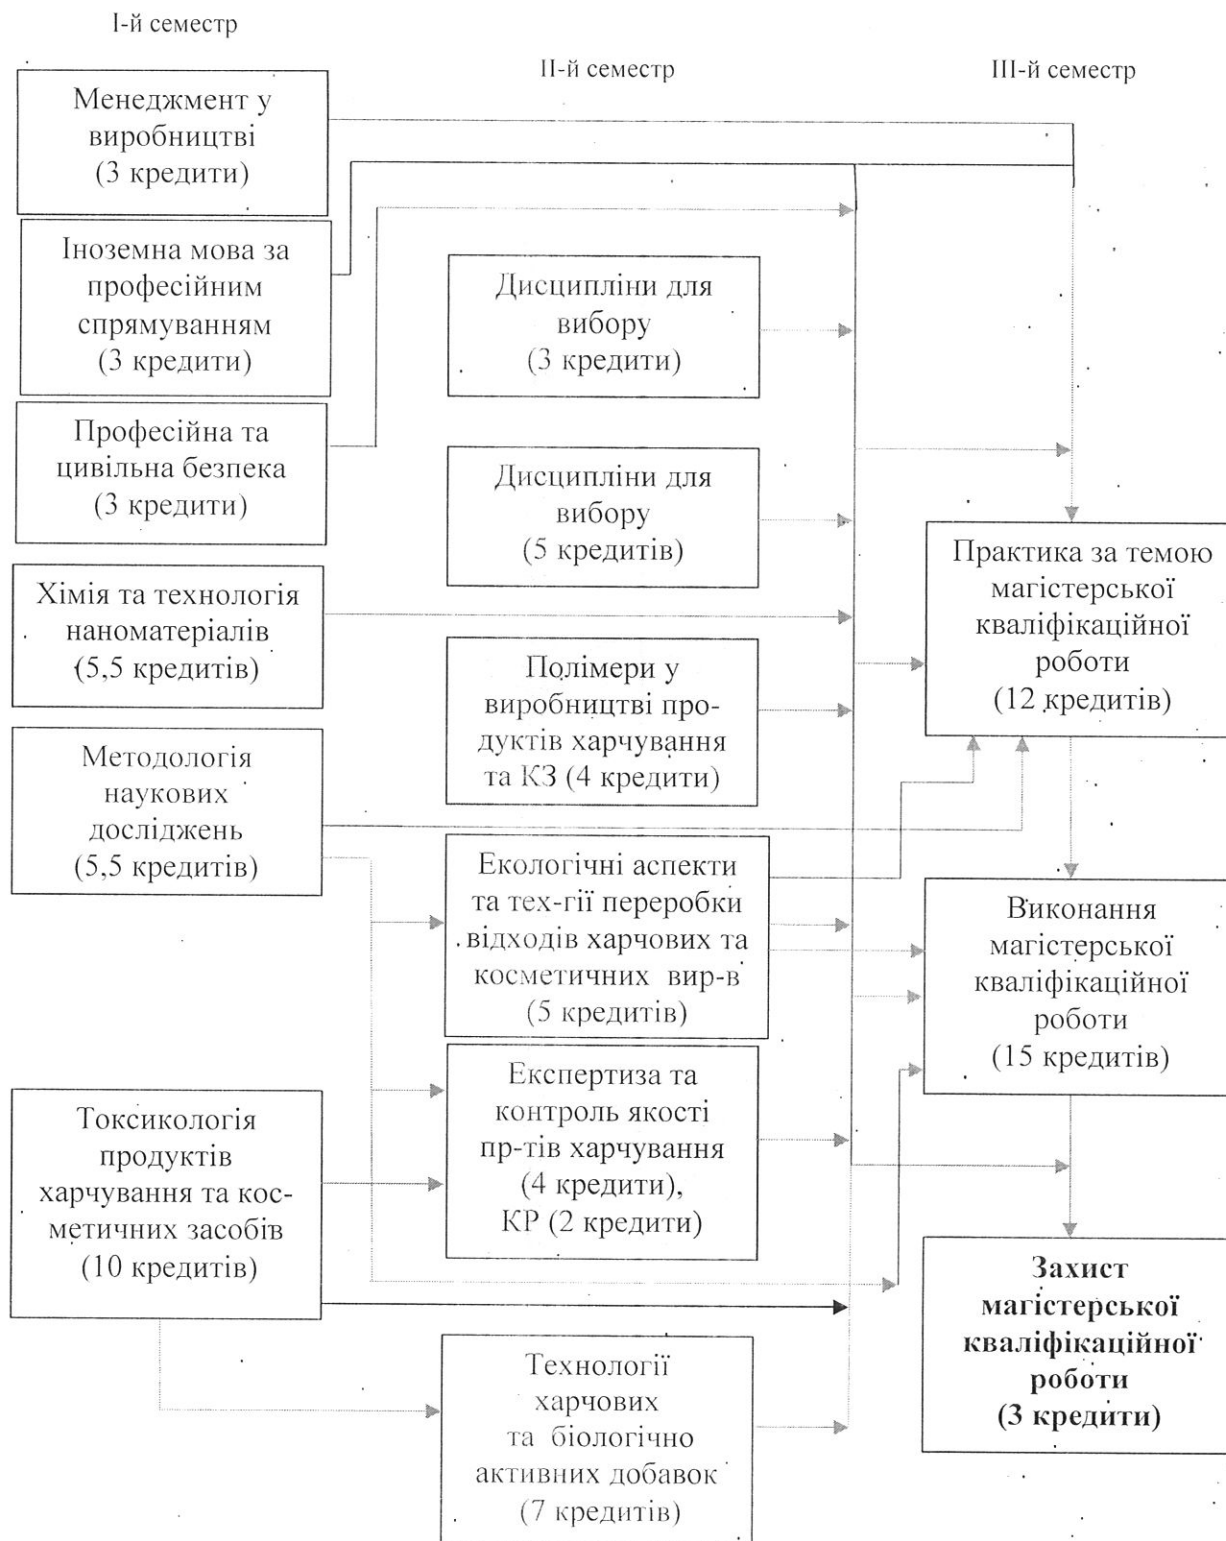 І-й семестр
ІІ-й семестр
ІІІ-й семестр
Менеджмент у
виробництві
(3 кредити)
Іноземна мова за
професійним
спрямуванням
(3 кредити)
Професійна та
цивільна безпека
(3 кредити)
Хімія та технологія
наноматеріалів
(5,5 кредитів)
Методологія
наукових
досліджень
(5,5 кредитів)
Токсикологія
продуктів
харчування та кос-
метичних засобів
(10 кредитів)
Дисципліни для
вибору
(3 кредити)
Дисципліни для
вибору
(5 кредитів)
Полімери у
виробництві про-
дуктів харчування
та КЗ (4 кредити)
Екологічні аспекти
та тех-гії переробки
відходів харчових та
косметичних вир-в
(5 кредитів)
Експертиза та
контроль якості
пр-тів харчування
(4 кредити),
КР (2 кредити)
Технології
харчових
та біологічно
активних добавок
(7 кредитів)
Практика за темою
магістерської
кваліфікаційної
роботи
(12 кредитів)
Виконання
магістерської
кваліфікаційної
роботи
(15 кредитів)
Захист
магістерської
кваліфікаційної
роботи
(3 кредити)